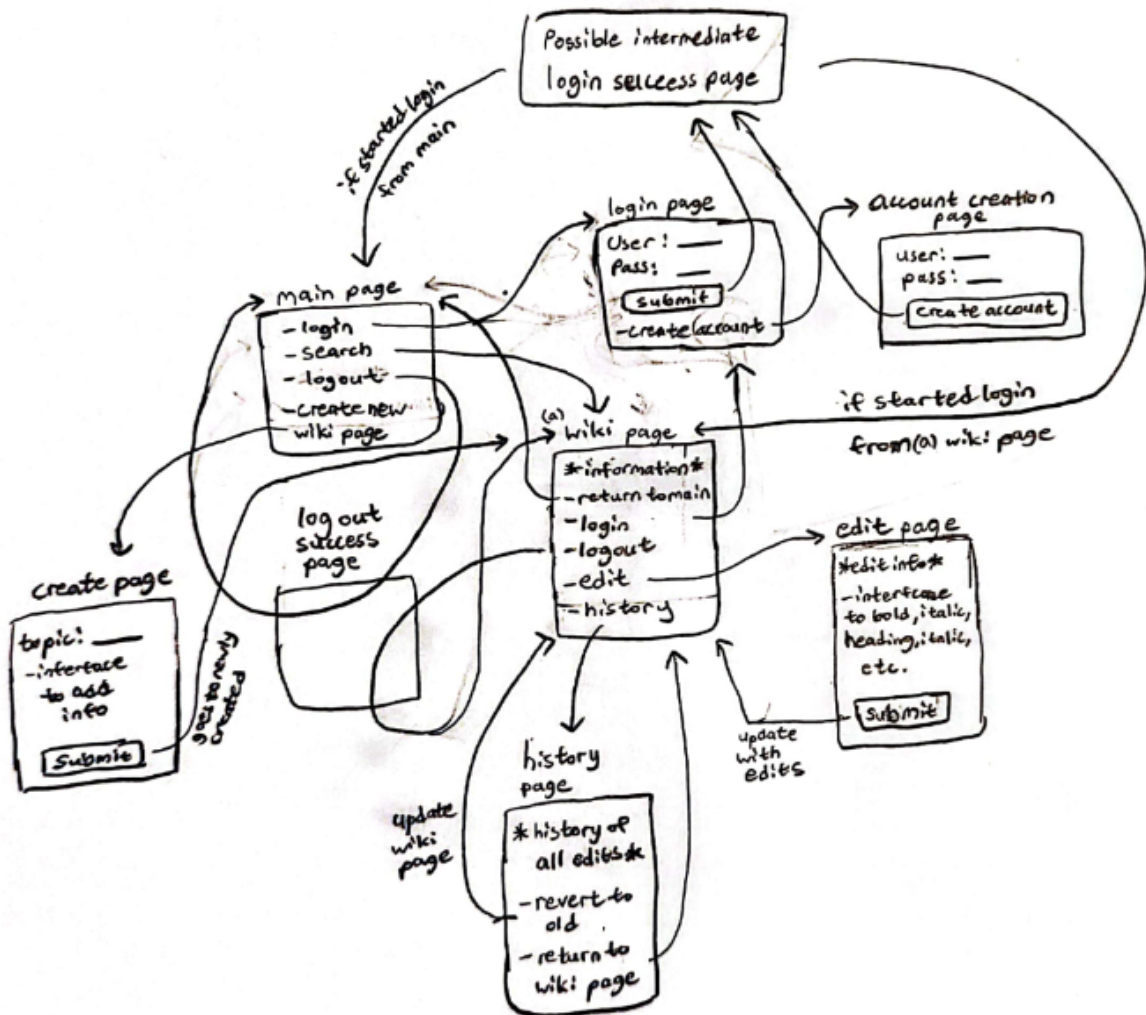 Possible intermediate
login success page
if started login
from main
login page
User:
Pass:
submit
-create account
account creation
page
user:
pass:
create account
main page
-login
-search
-logout
-create new
wiki page
if started login
from (a) wiki page
(a) wiki page
*information*
-return to main
-login
-logout
-edit
-history
log out
success
page
edit page
*edit info*
-interface
to bold, italic,
heading, italic,
etc.
submit
create page
topic:
-interface
to add
info
Submit
goes to newly
created
update
with
edits
history
page
update
wiki
page
*history of
all edits*
-revert to
old
-return to
wiki page